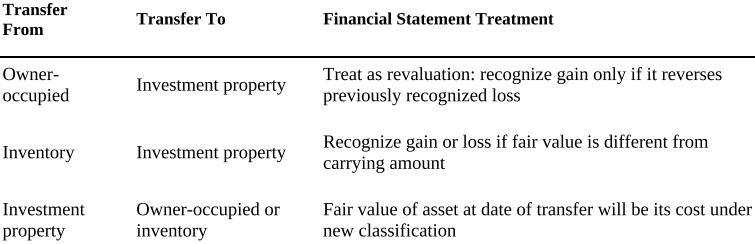 Transfer From Transfer To Financial Statement Treatment
Owner-occupied Investment property Treat as revaluation: recognize gain only if it reverses
previously recognized loss
Inventory Investment property Recognize gain or loss if fair value is different from
carrying amount
Investment Owner-occupied or Fair value of asset at date of transfer will be its cost under
property inventory new classification